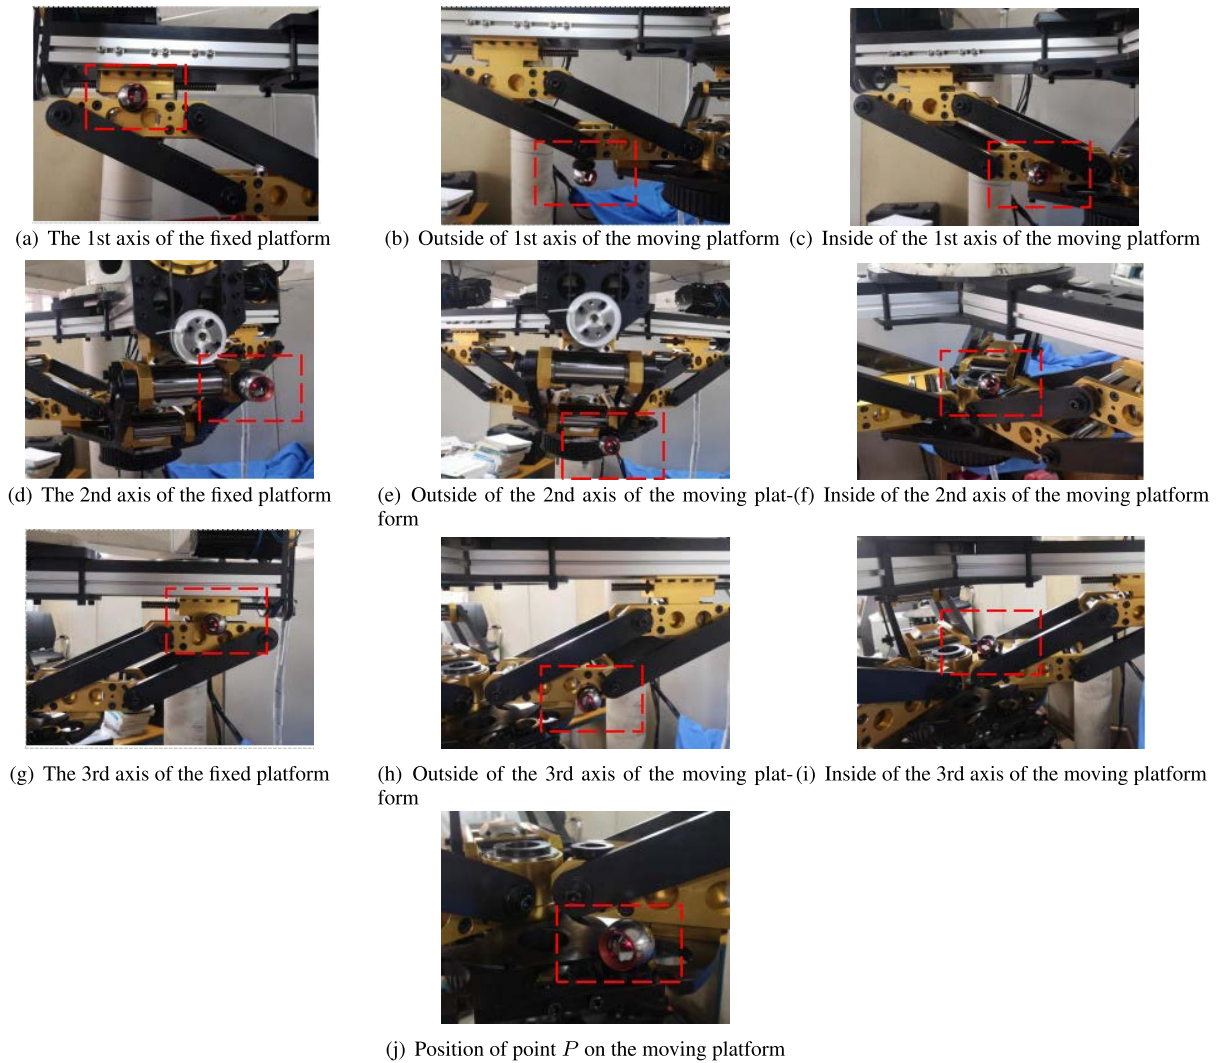 (a) The 1st axis of the fixed platform
(b) Outside of 1st axis of the moving platform
(c) Inside of the 1st axis of the moving platform
(d) The 2nd axis of the fixed platform
(e) Outside of the 2nd axis of the moving plat-
form
(f) Inside of the 2nd axis of the moving platform
(g) The 3rd axis of the fixed platform
(h) Outside of the 3rd axis of the moving plat-
form
(i) Inside of the 3rd axis of the moving platform
(j) Position of point P on the moving platform